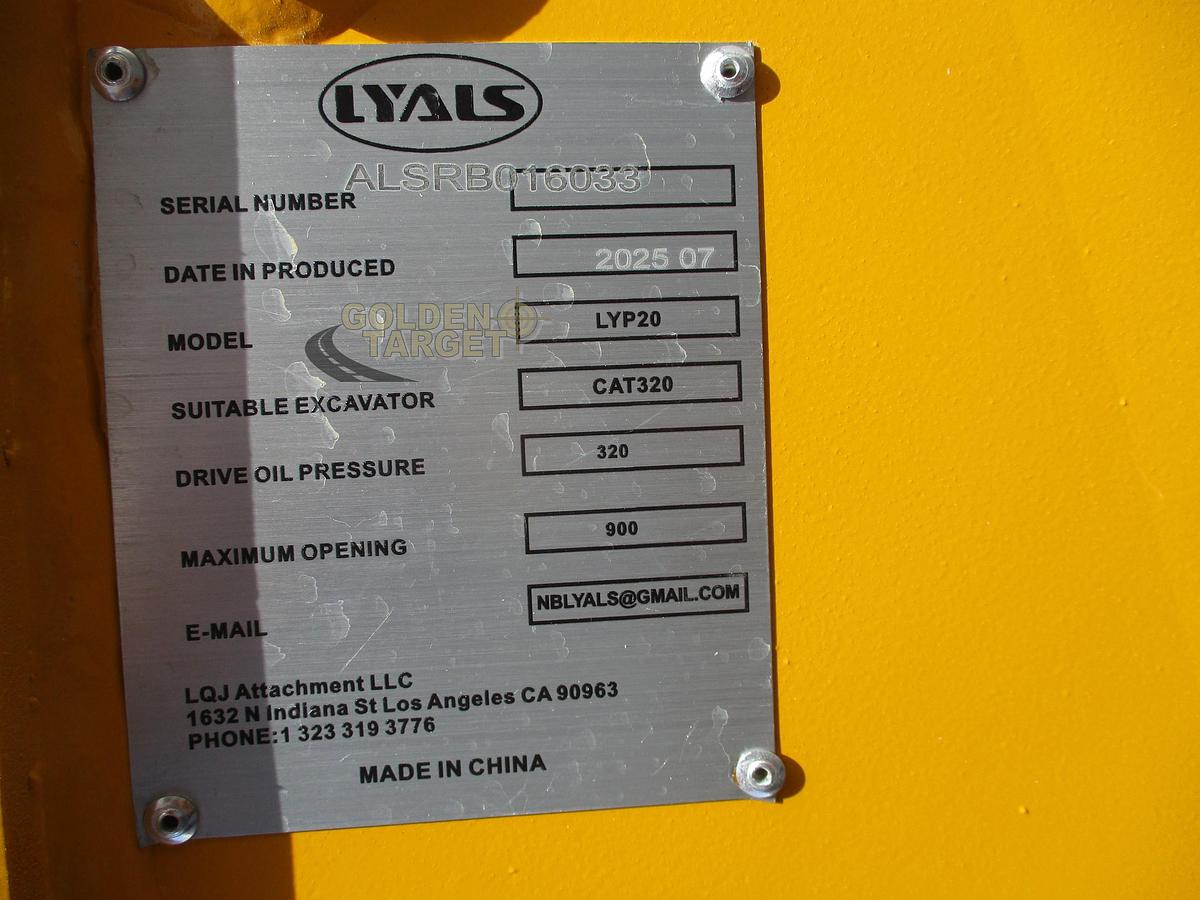 LYALS
SERIAL NUMBER ALSRB016033
DATE IN PRODUCED 2025 07
GOLDEN TARGET
MODEL LYP20
SUITABLE EXCAVATOR CAT320
DRIVE OIL PRESSURE 320
MAXIMUM OPENING 900
E-MAIL NBLYALS@GMAIL.COM
LQJ Attachment LLC
1632 N Indiana St Los Angeles CA 90963
PHONE:1 323 319 3776
MADE IN CHINA